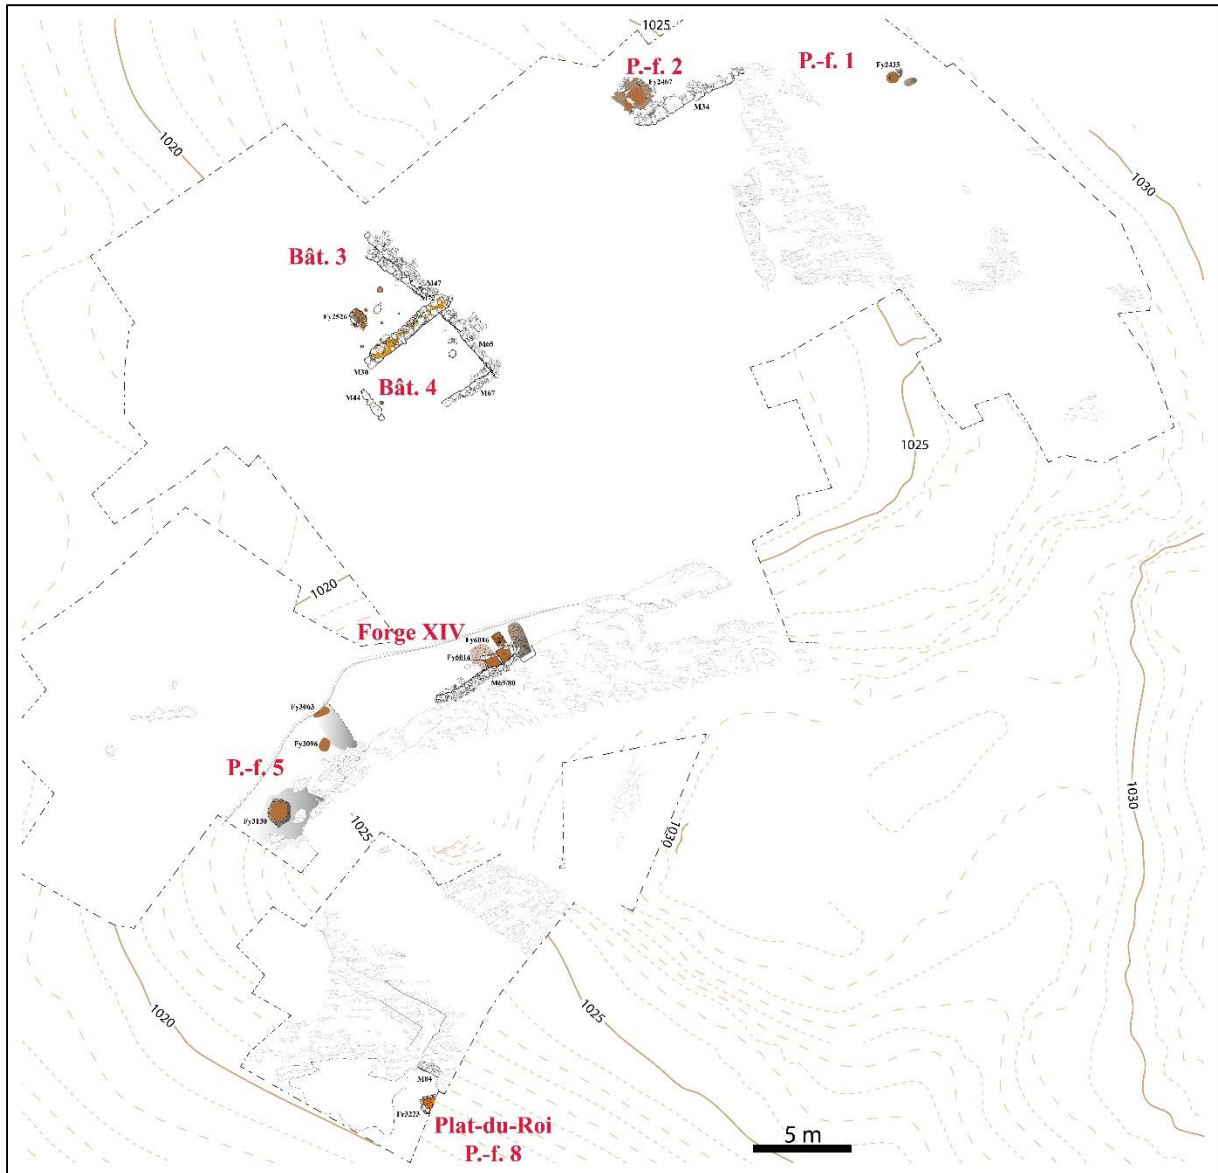 1025
P.-f. 1
P.-f. 2
Fy2435
Fy2467
M34
1020
1030
Bât. 3
M47
Fy2526
M30
M67
Bât. 4
M44
1025
1020
Forge XIV
Fy6016
Fy6014
M69/80
Fy3063
Fy3096
P.-f. 5
Fy3130
1025
1030
1030
1020
1025
M84
Fr3223
Plat-du-Roi
P.-f. 8
5 m